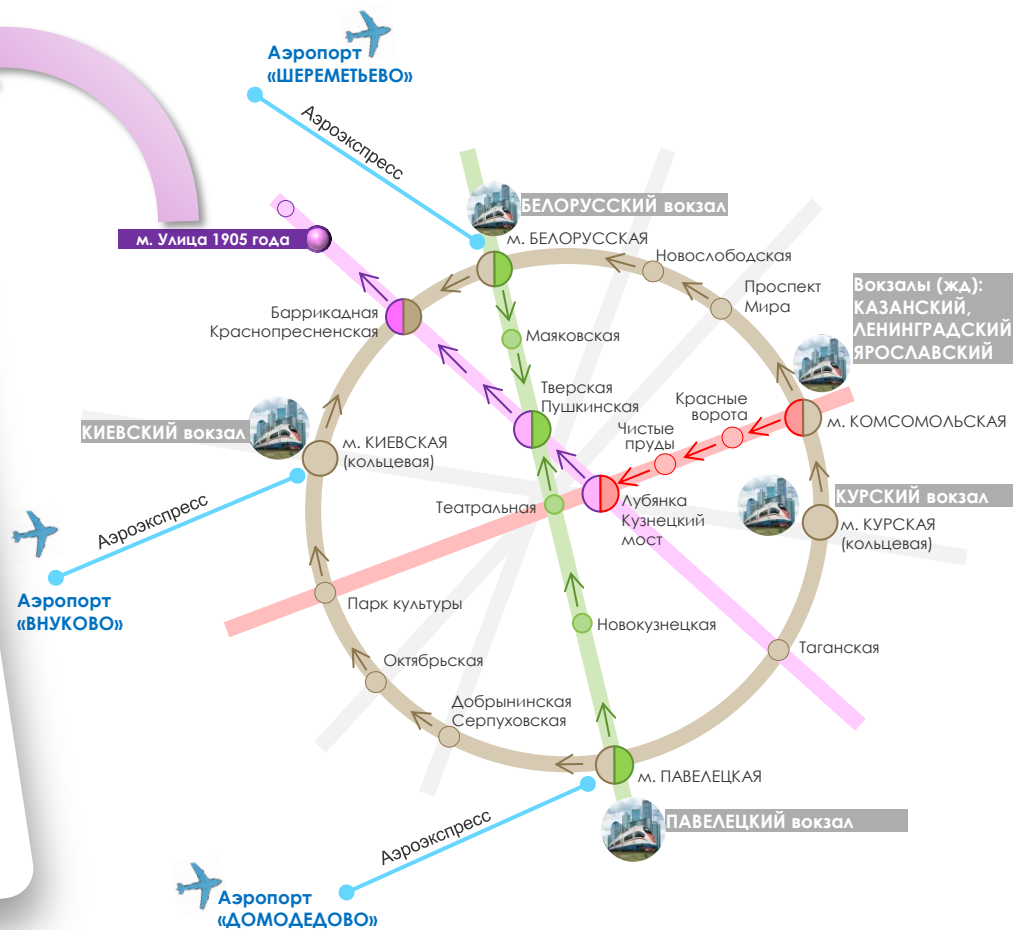 Аэропорт
«ШЕРЕМЕТЬЕВО»
Аэроэкспресс
БЕЛОРУССКИЙ вокзал
м. БЕЛОРУССКАЯ
м. Улица 1905 года
Новослободская
Проспект
Мира
Вокзалы (жд):
КАЗАНСКИЙ,
ЛЕНИНГРАДСКИЙ
ЯРОСЛАВСКИЙ
Баррикадная
Краснопресненская
Маяковская
Тверская
Пушкинская
Красные
ворота
Чистые
пруды
м. КОМСОМОЛЬСКАЯ
КИЕВСКИЙ вокзал
м. КИЕВСКАЯ
(кольцевая)
Театральная
Лубянка
Кузнецкий
мост
КУРСКИЙ вокзал
м. КУРСКАЯ
(кольцевая)
Аэроэкспресс
Аэропорт
«ВНУКОВО»
Парк культуры
Новокузнецкая
Таганская
Октябрьская
Добрынинская
Серпуховская
м. ПАВЕЛЕЦКАЯ
ПАВЕЛЕЦКИЙ вокзал
Аэроэкспресс
Аэропорт
«ДОМОДЕДОВО»